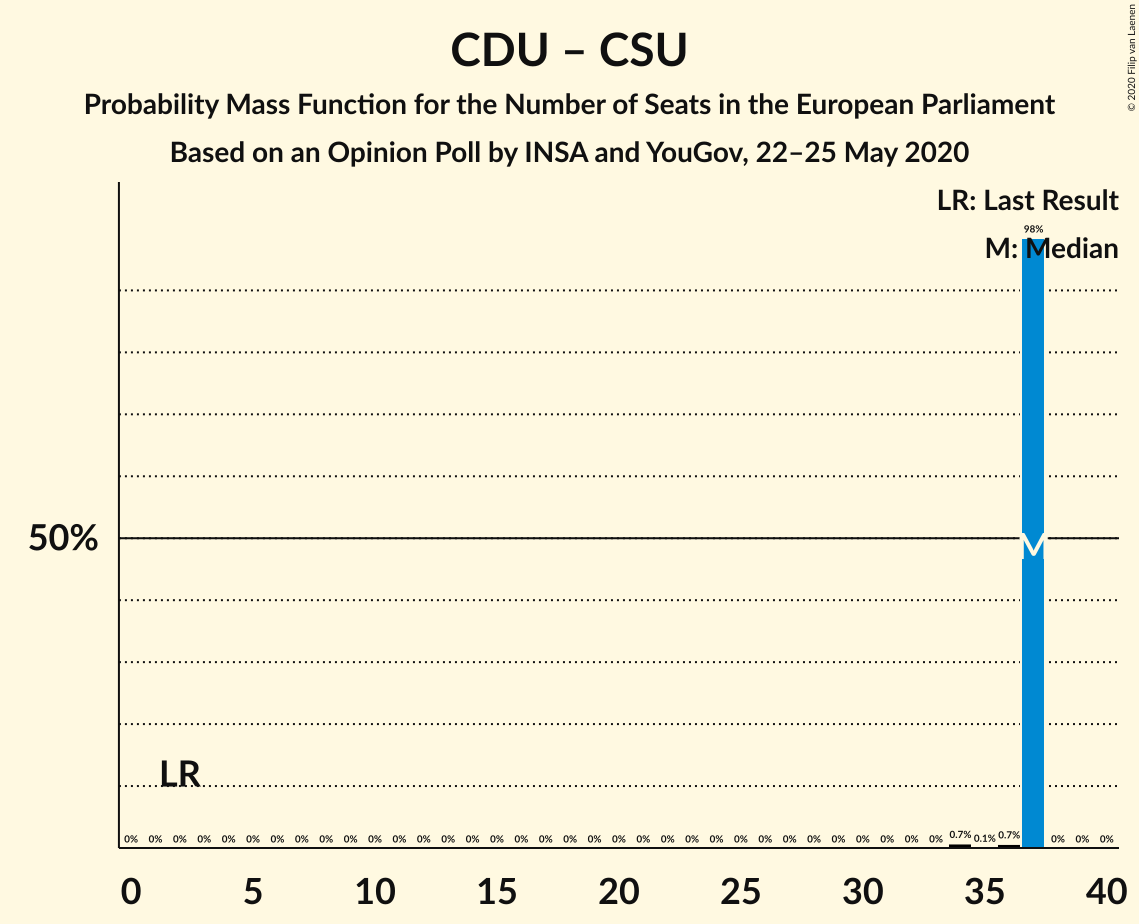 © 2020 Filip van Laenen
CDU – CSU
Probability Mass Function for the Number of Seats in the European Parliament
Based on an Opinion Poll by INSA and YouGov, 22–25 May 2020
LR: Last Result
98%
M: Median
50%
M
LR
0% 0% 0% 0% 0% 0% 0% 0% 0% 0% 0% 0% 0% 0% 0% 0% 0% 0% 0% 0% 0% 0% 0% 0% 0% 0% 0% 0% 0% 0% 0% 0% 0% 0% 0.7% 0.1% 0.7% 0% 0% 0%
0 5 10 15 20 25 30 35 40